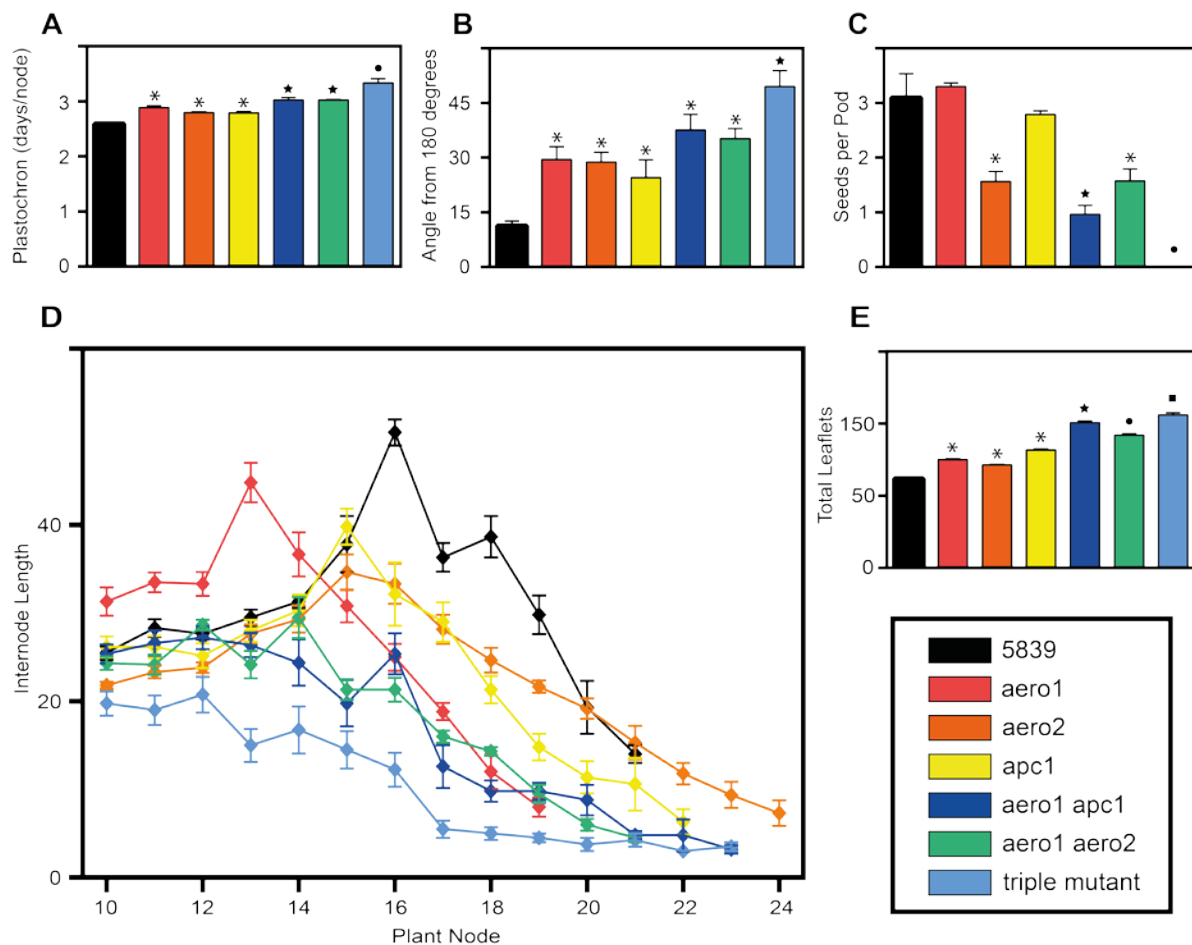 A
Plastochron (days/node)
3
2
1
0
*
*
*
★
★
●
B
Angle from 180 degrees
45
30
15
0
*
*
*
*
*
★
C
Seeds per Pod
3
2
1
0
*
★
*
●
D
Internode Length
40
20
0
10
12
14
16
18
20
22
24
Plant Node
E
Total Leaflets
150
50
0
*
*
*
★
●
■
5839
aero1
aero2
apc1
aero1 apc1
aero1 aero2
triple mutant